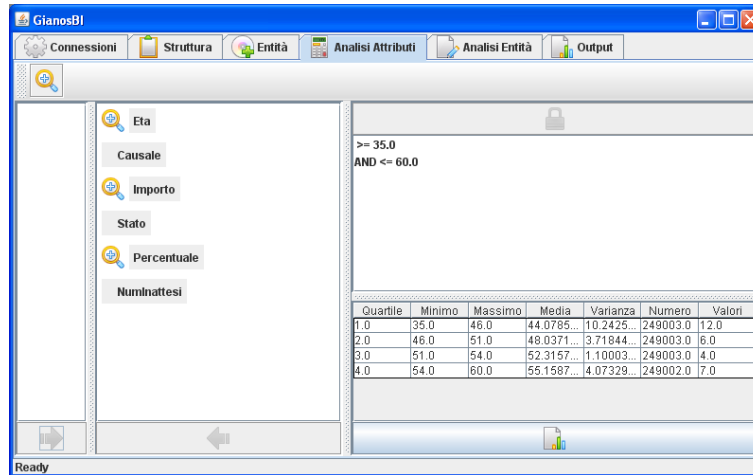 GianosBI
Connessioni Struttura Entità Analisi Attributi Analisi Entità Output
Eta
Causale
Importo
Stato
Percentuale
NumInattesi
>= 35.0
AND <= 60.0
Quartile Minimo Massimo Media Varianza Numero Valori
1.0 35.0 46.0 44.0785... 10.2425... 249003.0 12.0
2.0 46.0 51.0 48.0371... 3.71844... 249003.0 6.0
3.0 51.0 54.0 52.3157... 1.10003... 249003.0 4.0
4.0 54.0 60.0 55.1587... 4.07329... 249002.0 7.0
Ready